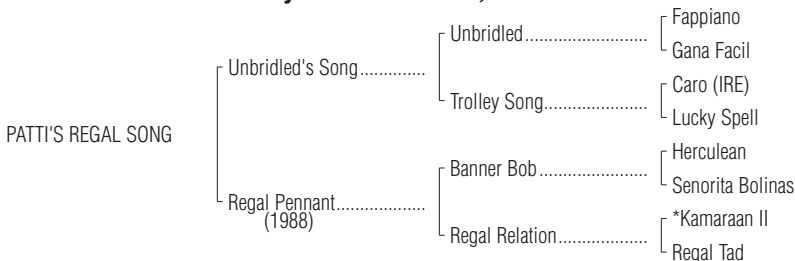 Fappiano
Unbridled.............................
Gana Facil
Unbridled's Song..............
Caro (IRE)
Trolley Song........................
Lucky Spell
PATTI'S REGAL SONG
Herculean
Banner Bob........................
Senorita Bolinas
Regal Pennant...................
(1988)
*Kamaraan II
Regal Relation....................
Regal Tad